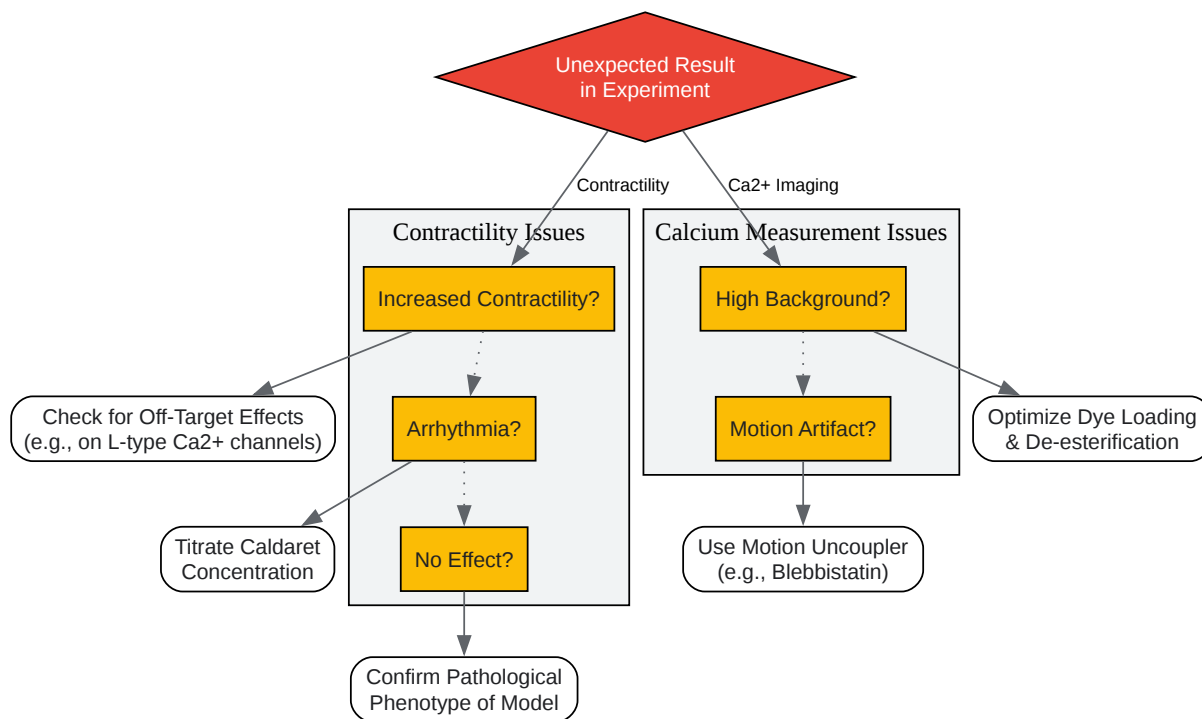 Unexpected Result
in Experiment
Contractility
Ca2+ Imaging
Contractility Issues
Calcium Measurement Issues
Increased Contractility?
High Background?
Check for Off-Target Effects
(e.g., on L-type Ca2+ channels)
Arrhythmia?
Motion Artifact?
Optimize Dye Loading
& De-esterification
Titrate Caldaret
Concentration
No Effect?
Use Motion Uncoupler
(e.g., Blebbistatin)
Confirm Pathological
Phenotype of Model